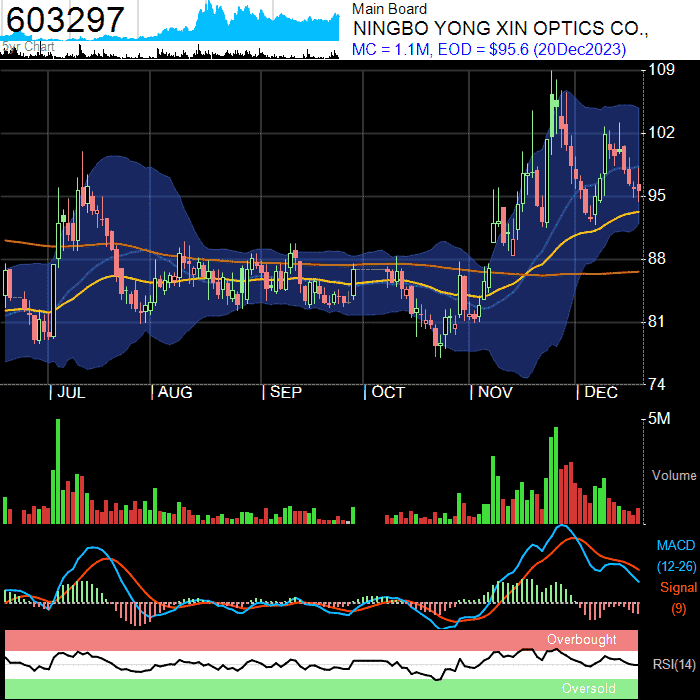 603297
5yr Chart
Main Board
NINGBO YONG XIN OPTICS CO.,
MC = 1.1M, EOD = $95.6 (20Dec2023)
109
102
95
88
81
74
| JUL | AUG | SEP | OCT | NOV | DEC
5M
Volume
MACD
(12-26)
Signal
(9)
Overbought
RSI(14)
Oversold